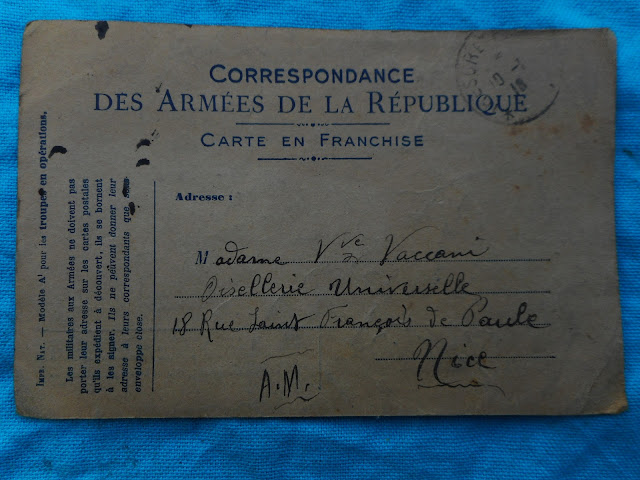 CORRESPONDANCE
DES ARMÉES DE LA RÉPUBLIQUE
CARTE EN FRANCHISE
Adresse :
Madame Vve Vaccani
Oisellerie Universelle
18 Rue Saint François de Paule
Nice
A.M.
IMP. NAT. — Modèle A¹ pour les troupes en opérations.
Les militaires aux Armées ne doivent pas
porter leur adresse sur les cartes postales
qu'ils expédient à découvert, ils se bornent
à les signer. Ils ne peuvent donner leur
adresse à leurs correspondants que sous
enveloppe close.